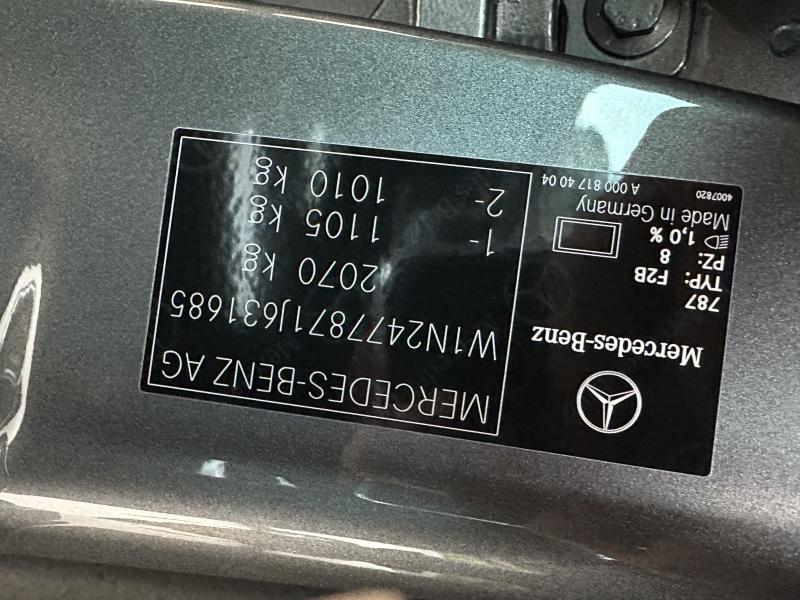 Mercedes-Benz
787
TYP: F2B
PZ: 8
1,0 %
Made in Germany
4007820 A 000 817 40 04
MERCEDES-BENZ AG
W1N2477871J631685
2070 kg
1- 1105 kg
2- 1010 kg